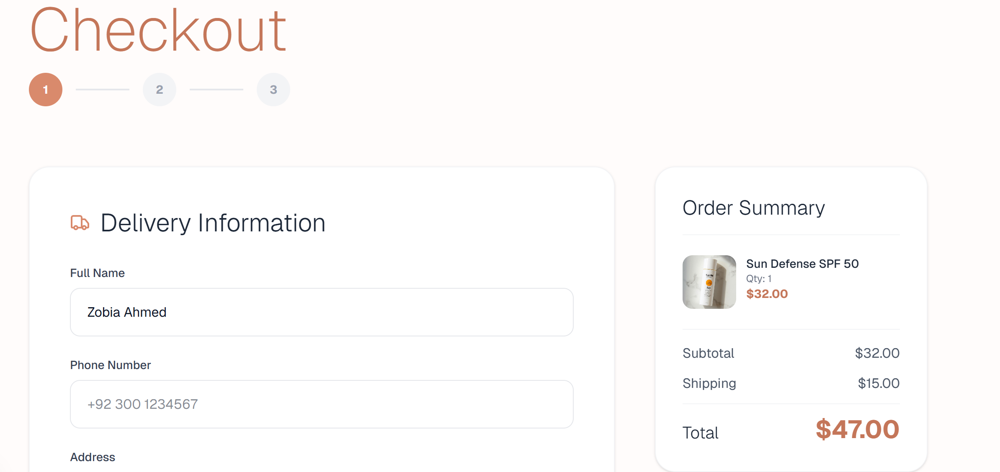 Checkout
1
2
3
Delivery Information
Full Name
Zobia Ahmed
Phone Number
+92 300 1234567
Address
Order Summary
50
Sun Defense SPF 50
Qty: 1
$32.00
Subtotal $32.00
Shipping $15.00
Total $47.00